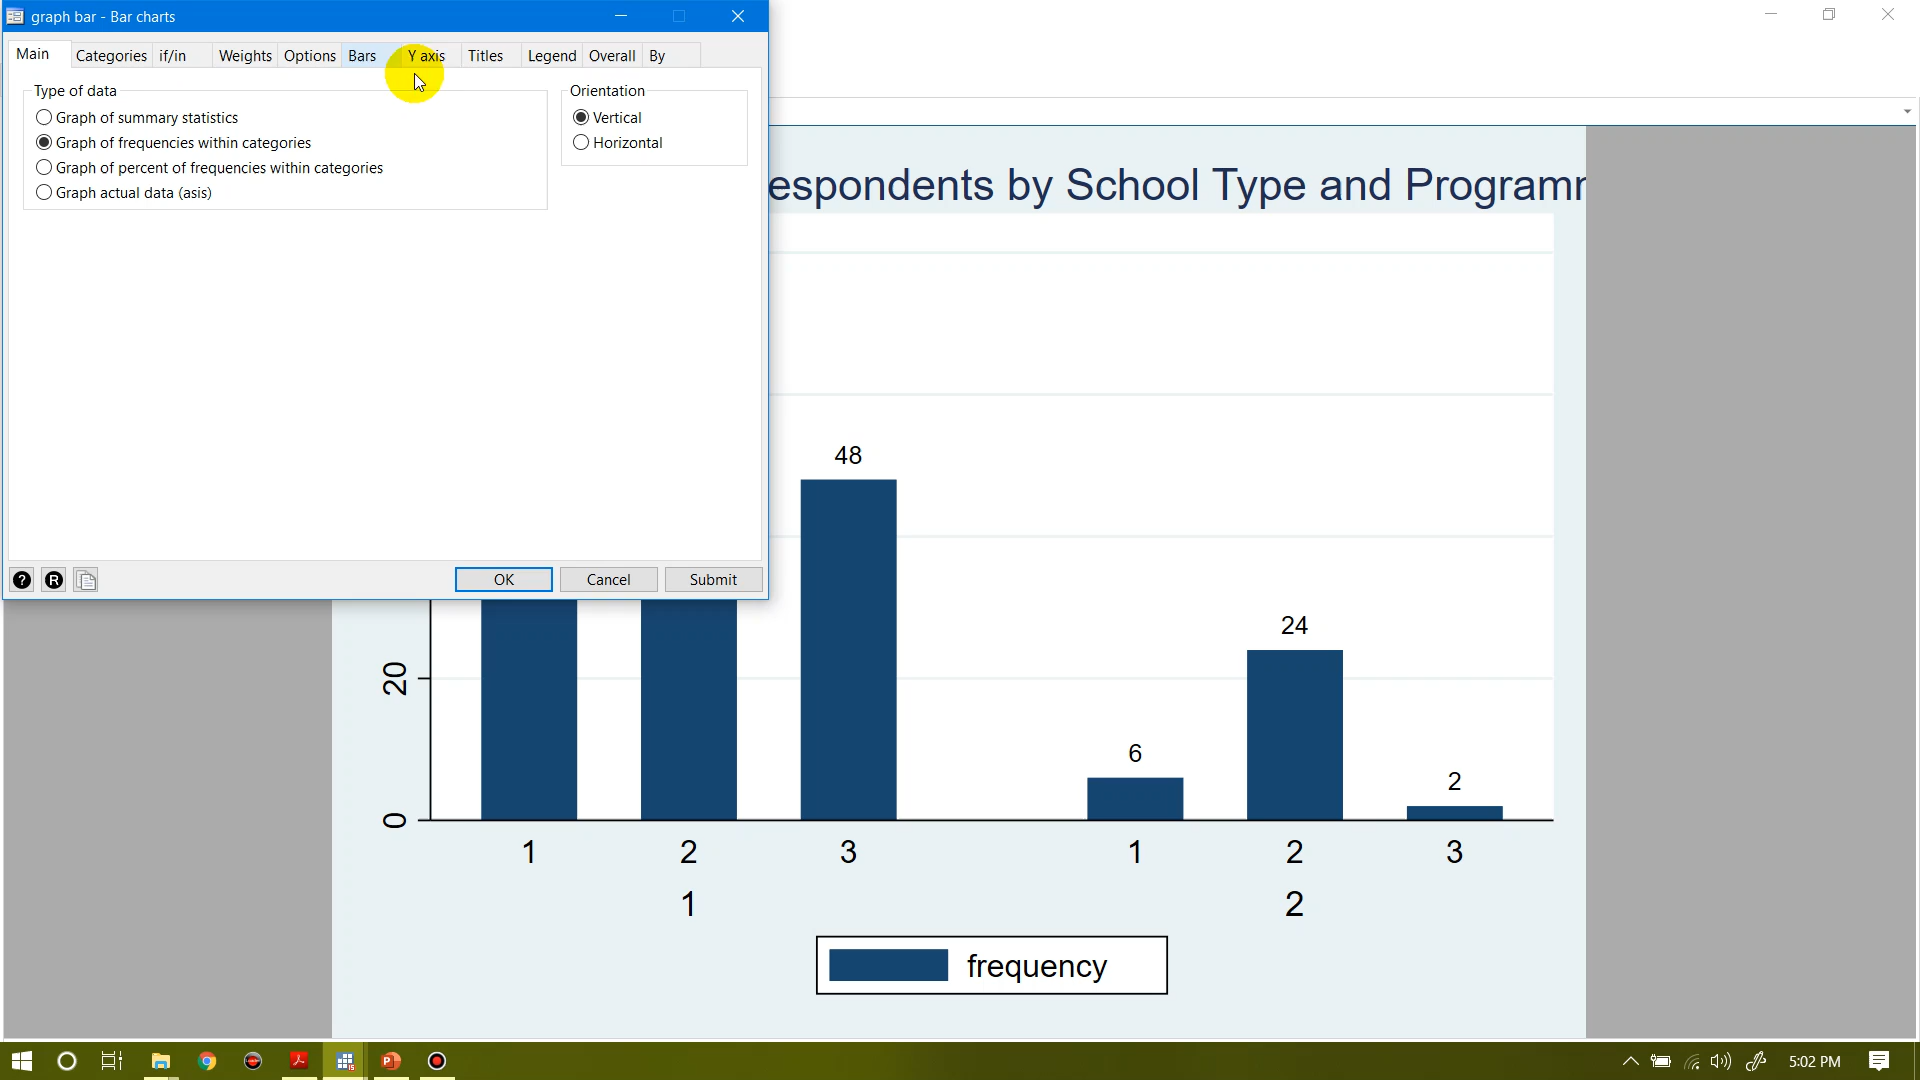 graph bar - Bar charts
Main Categories if/in Weights Options Bars Y axis Titles Legend Overall By
Type of data
Graph of summary statistics
Graph of frequencies within categories
Graph of percent of frequencies within categories
Graph actual data (asis)
Orientation
Vertical
Horizontal
? R
OK Cancel Submit
espondents by School Type and Program
48
24
6
2
20
0
1 2 3 1 2 3
1 2
frequency
5:02 PM